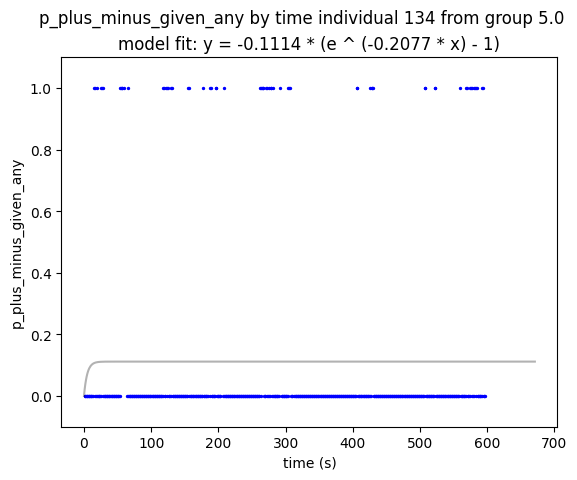 p_plus_minus_given_any by time individual 134 from group 5.0
model fit: y = -0.1114 * (e ^ (-0.2077 * x) - 1)
1.0
0.8
0.6
0.4
0.2
0.0
p_plus_minus_given_any
0 100 200 300 400 500 600 700
time (s)